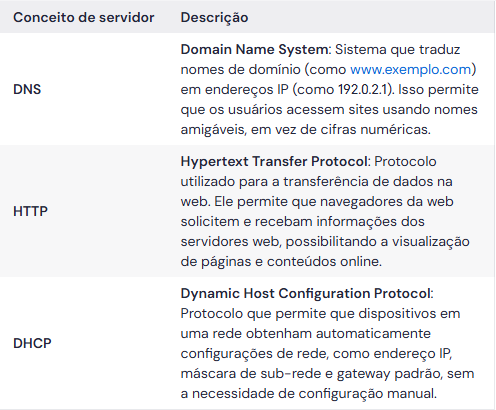 Conceito de servidor Descrição
DNS
Domain Name System: Sistema que traduz
nomes de domínio (como www.exemplo.com)
em endereços IP (como 192.0.2.1). Isso permite
que os usuários acessem sites usando nomes
amigáveis, em vez de cifras numéricas.
HTTP
Hypertext Transfer Protocol: Protocolo
utilizado para a transferência de dados na
web. Ele permite que navegadores da web
solicitem e recebam informações dos
servidores web, possibilitando a visualização
de páginas e conteúdos online.
DHCP
Dynamic Host Configuration Protocol:
Protocolo que permite que dispositivos em
uma rede obtenham automaticamente
configurações de rede, como endereço IP,
máscara de sub-rede e gateway padrão, sem
a necessidade de configuração manual.